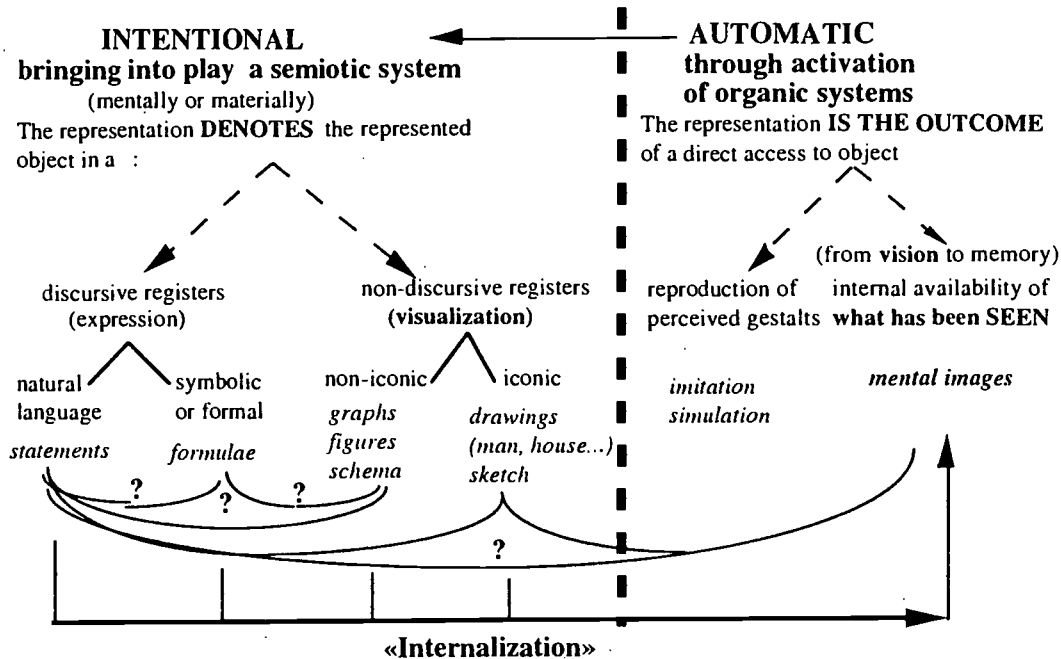 INTENTIONAL
bringing into play a semiotic system
(mentally or materially)
The representation DENOTES the represented
object in a :
AUTOMATIC
through activation
of organic systems
The representation IS THE OUTCOME
of a direct access to object
discursive registers
(expression)
non-discursive registers
(visualization)
reproduction of
perceived gestalts
(from vision to memory)
internal availability of
what has been SEEN
natural
language
statements
symbolic
or formal
formulae
non-iconic
graphs
figures
schema
iconic
drawings
(man, house...)
sketch
imitation
simulation
mental images
?
?
?
?
«Internalization»